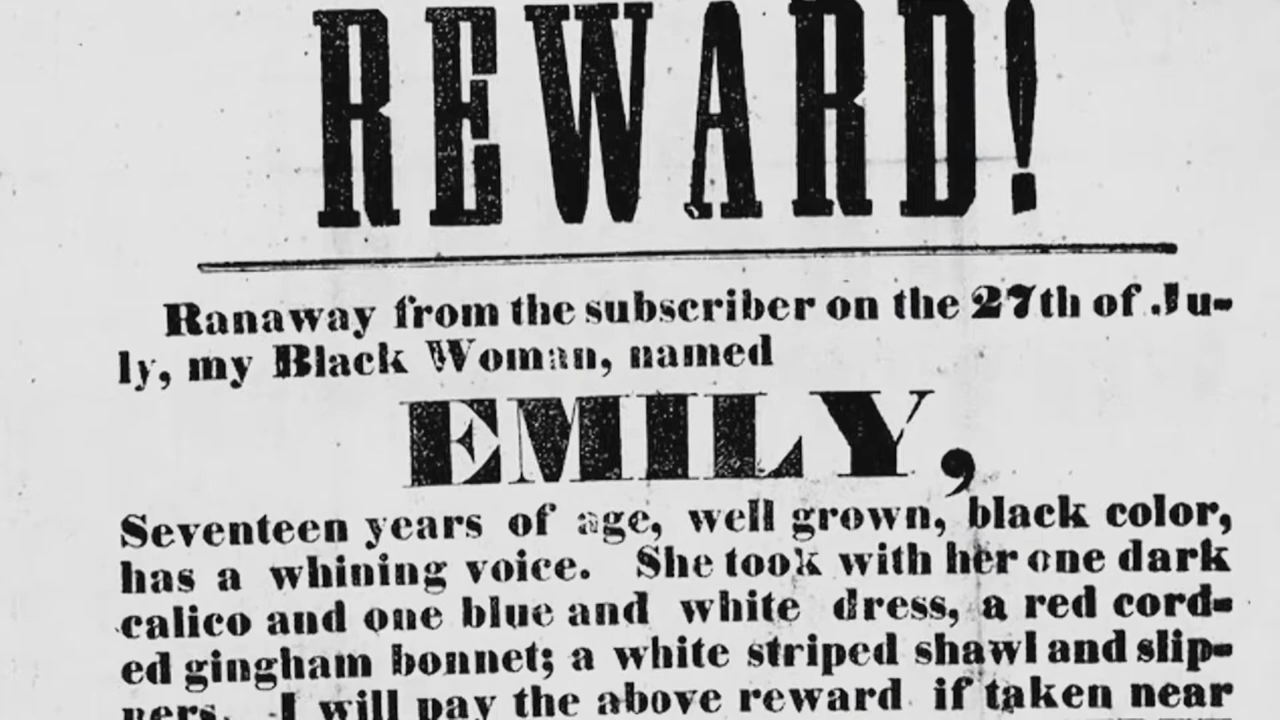 REWARD!
Ranaway from the subscriber on the 27th of Ju-
ly, my Black Woman, named
EMILY,
Seventeen years of age, well grown, black color,
has a whining voice. She took with her one dark
calico and one blue and white dress, a red cord-
ed gingham bonnet; a white striped shawl and slip-
pers. I will pay the above reward if taken near